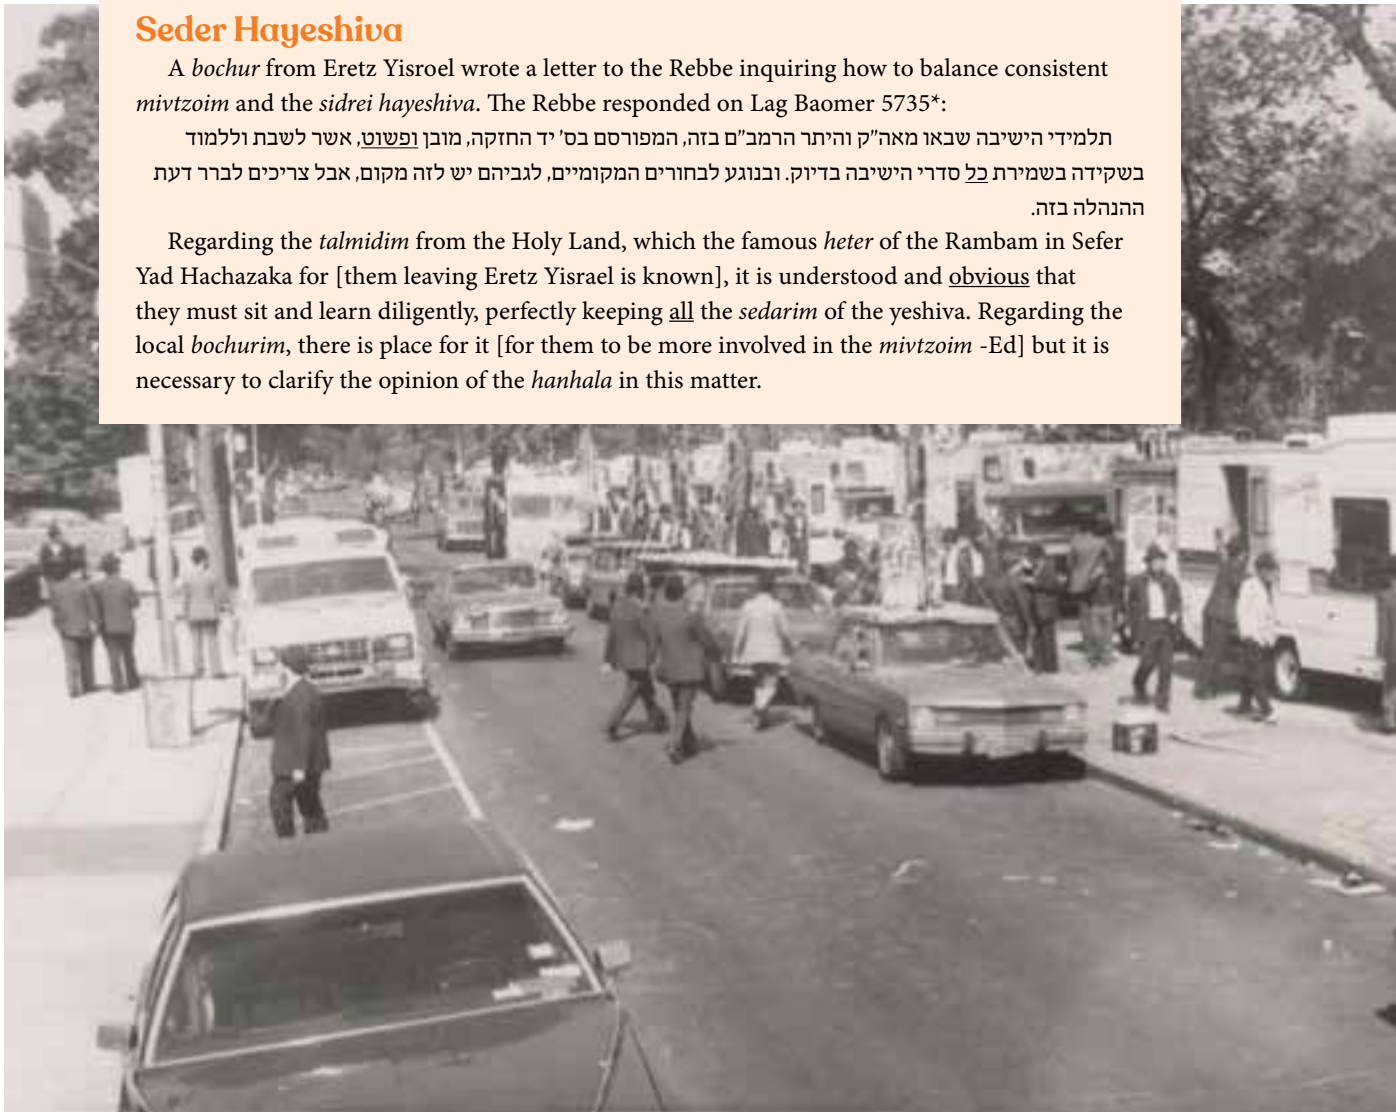 Seder Hayeshiva
A bochur from Eretz Yisroel wrote a letter to the Rebbe inquiring how to balance consistent
mivtzoim and the sidrei hayeshiva. The Rebbe responded on Lag Baomer 5735*:
תלמידי הישיבה שבאו מאה"ק והיתר הרמב"ם בזה, המפורסם בס' יד החזקה, מובן ופשוט, אשר לשבת וללמוד
בשקידה בשמירת כל סדרי הישיבה בדיוק. ובנוגע לבחורים המקומיים, לגביהם יש לזה מקום, אבל צריכים לברר דעת
ההנהלה בזה.
Regarding the talmidim from the Holy Land, which the famous heter of the Rambam in Sefer
Yad Hachazaka for [them leaving Eretz Yisrael is known], it is understood and obvious that
they must sit and learn diligently, perfectly keeping all the sedarim of the yeshiva. Regarding the
local bochurim, there is place for it [for them to be more involved in the mivtzoim -Ed] but it is
necessary to clarify the opinion of the hanhala in this matter.